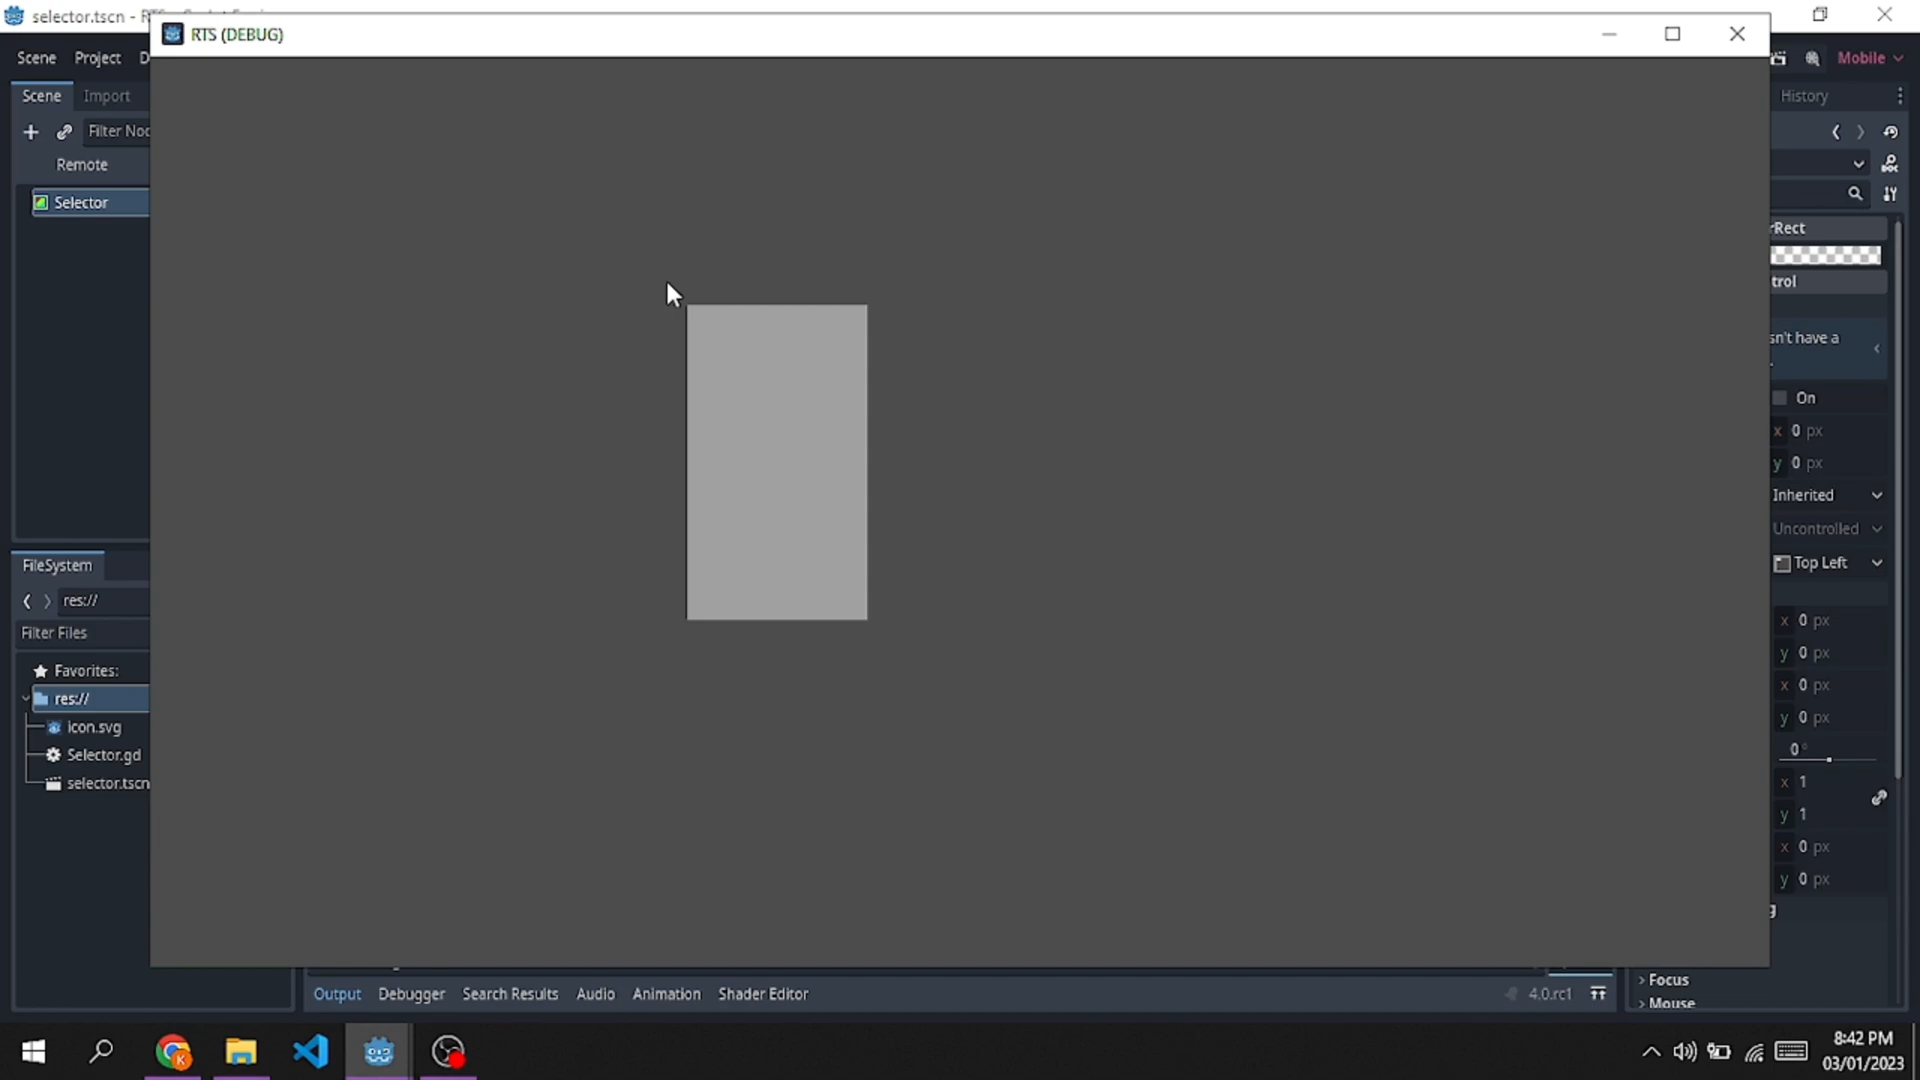 selector.tscn -
RTS (DEBUG)
Scene Project
Mobile
Scene Import
History
Filter
Remote
Selector
rRect
trol
sn't have a
On
x 0 px
y 0 px
Inherited
Uncontrolled
Top Left
x 0 px
y 0 px
x 0 px
y 0 px
0°
x 1
y 1
x 0 px
y 0 px
FileSystem
res://
Filter Files
Favorites:
res://
icon.svg
Selector.gd
selector.tscn
Output Debugger Search Results Audio Animation Shader Editor
4.0.rc1
Focus
Mouse
K
8:42 PM
03/01/2023